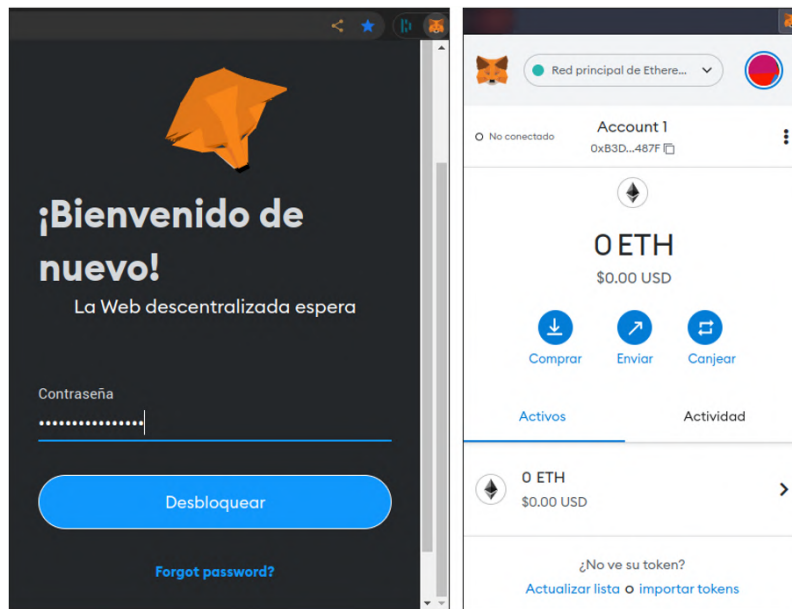 ¡Bienvenido de
nuevo!
La Web descentralizada espera
Contraseña
••••••••••••••••
Desbloquear
Forgot password?
Red principal de Ethere...
No conectado
Account 1
0xB3D...487F
0 ETH
$0.00 USD
Comprar
Enviar
Canjear
Activos
Actividad
0 ETH
$0.00 USD
¿No ve su token?
Actualizar lista o importar tokens